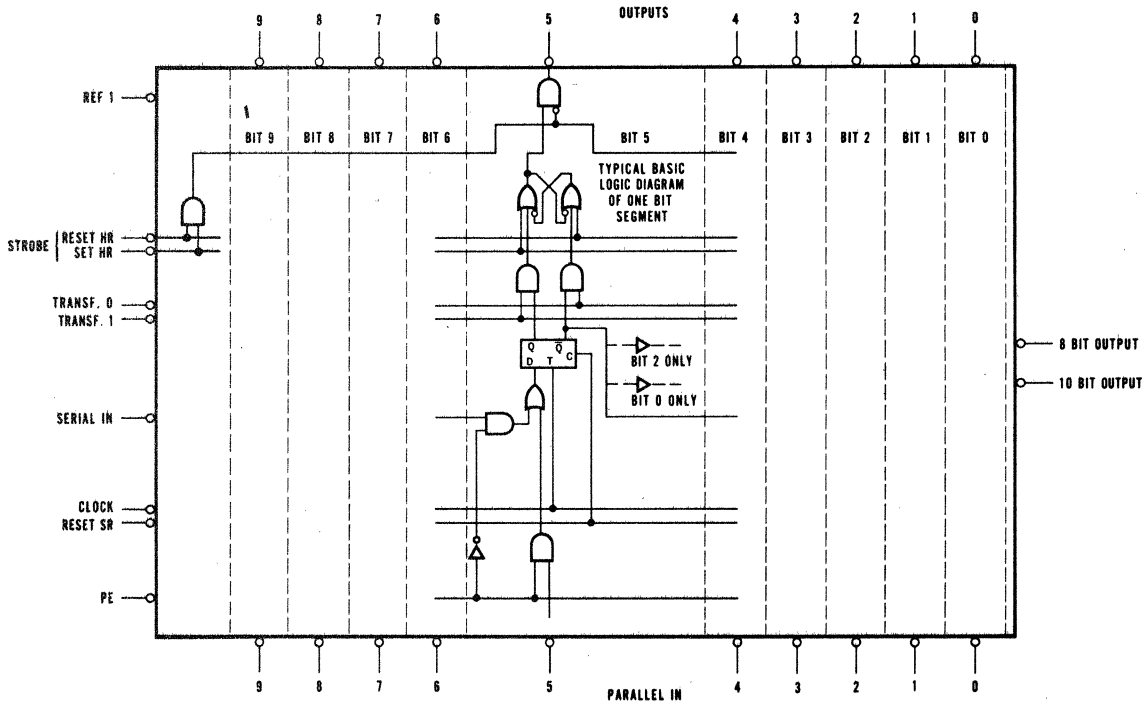 OUTPUTS
9 8 7 6 5 4 3 2 1 0
REF 1
BIT 9 BIT 8 BIT 7 BIT 6 BIT 5 BIT 4 BIT 3 BIT 2 BIT 1 BIT 0
TYPICAL BASIC
LOGIC DIAGRAM
OF ONE BIT
SEGMENT
STROBE
RESET HR
SET HR
TRANSF. 0
TRANSF. 1
Q Q̅
D T C
BIT 2 ONLY
BIT 0 ONLY
8 BIT OUTPUT
10 BIT OUTPUT
SERIAL IN
CLOCK
RESET SR
PE
9 8 7 6 5 4 3 2 1 0
PARALLEL IN